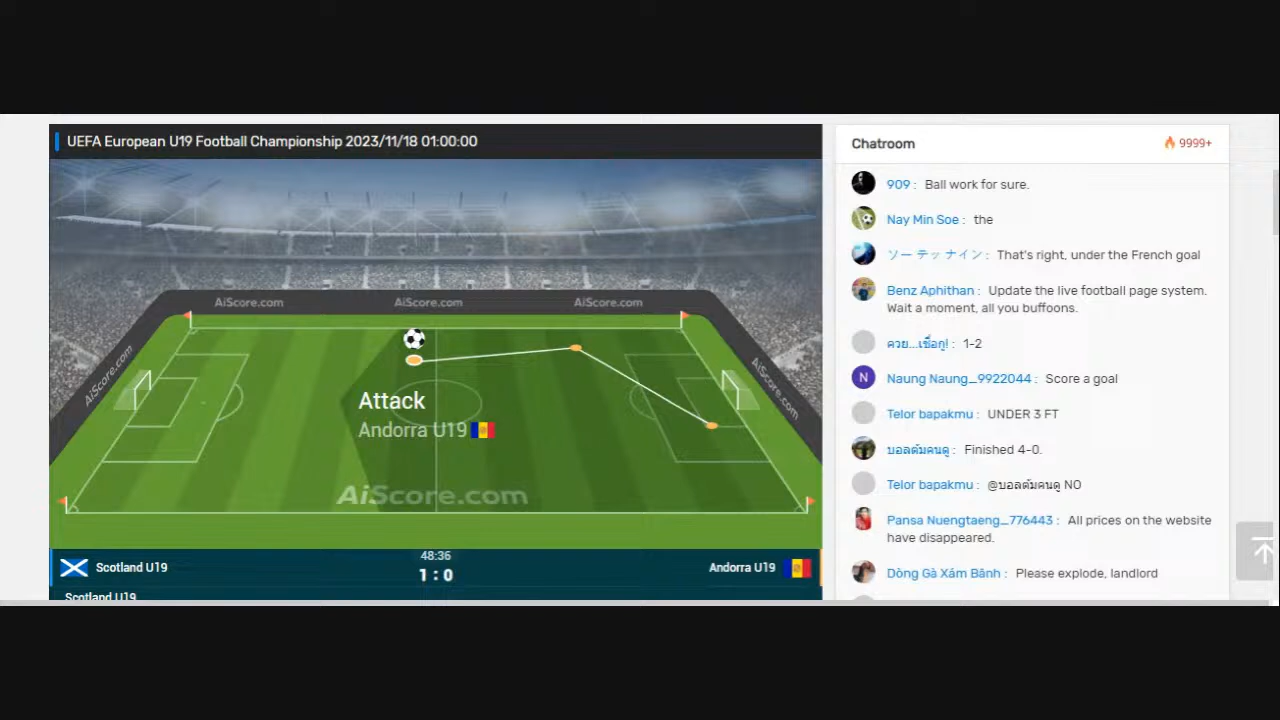 UEFA European U19 Football Championship 2023/11/18 01:00:00
AiScore.com
AiScore.com
AiScore.com
AiScore.com
AiScore.com
Attack
Andorra U19
AiScore.com
48:36
Scotland U19
1 : 0
Andorra U19
Scotland U19
Chatroom
9999+
909 : Ball work for sure.
Nay Min Soe : the
ソー テッ ナイン : That's right, under the French goal
Benz Aphithan : Update the live football page system.
Wait a moment, all you buffoons.
ควย...เชื่อกู! : 1-2
N
Naung Naung_9922044 : Score a goal
Telor bapakmu : UNDER 3 FT
บอลต้มคนดู : Finished 4-0.
Telor bapakmu : @บอลต้มคนดู NO
Pansa Nuengtaeng_776443 : All prices on the website
have disappeared.
Dòng Gà Xám Bãnh : Please explode, landlord